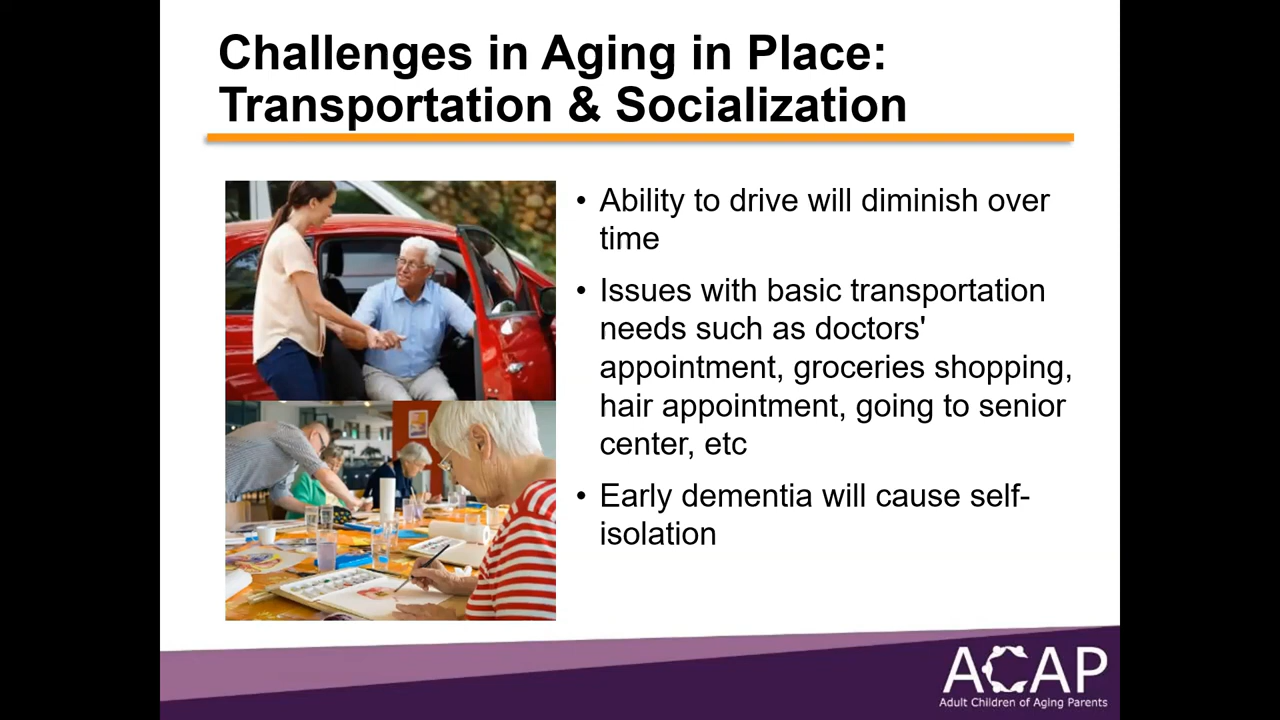 Challenges in Aging in Place:
Transportation & Socialization
• Ability to drive will diminish over
time
• Issues with basic transportation
needs such as doctors'
appointment, groceries shopping,
hair appointment, going to senior
center, etc
• Early dementia will cause self-
isolation
ACAP
Adult Children of Aging Parents